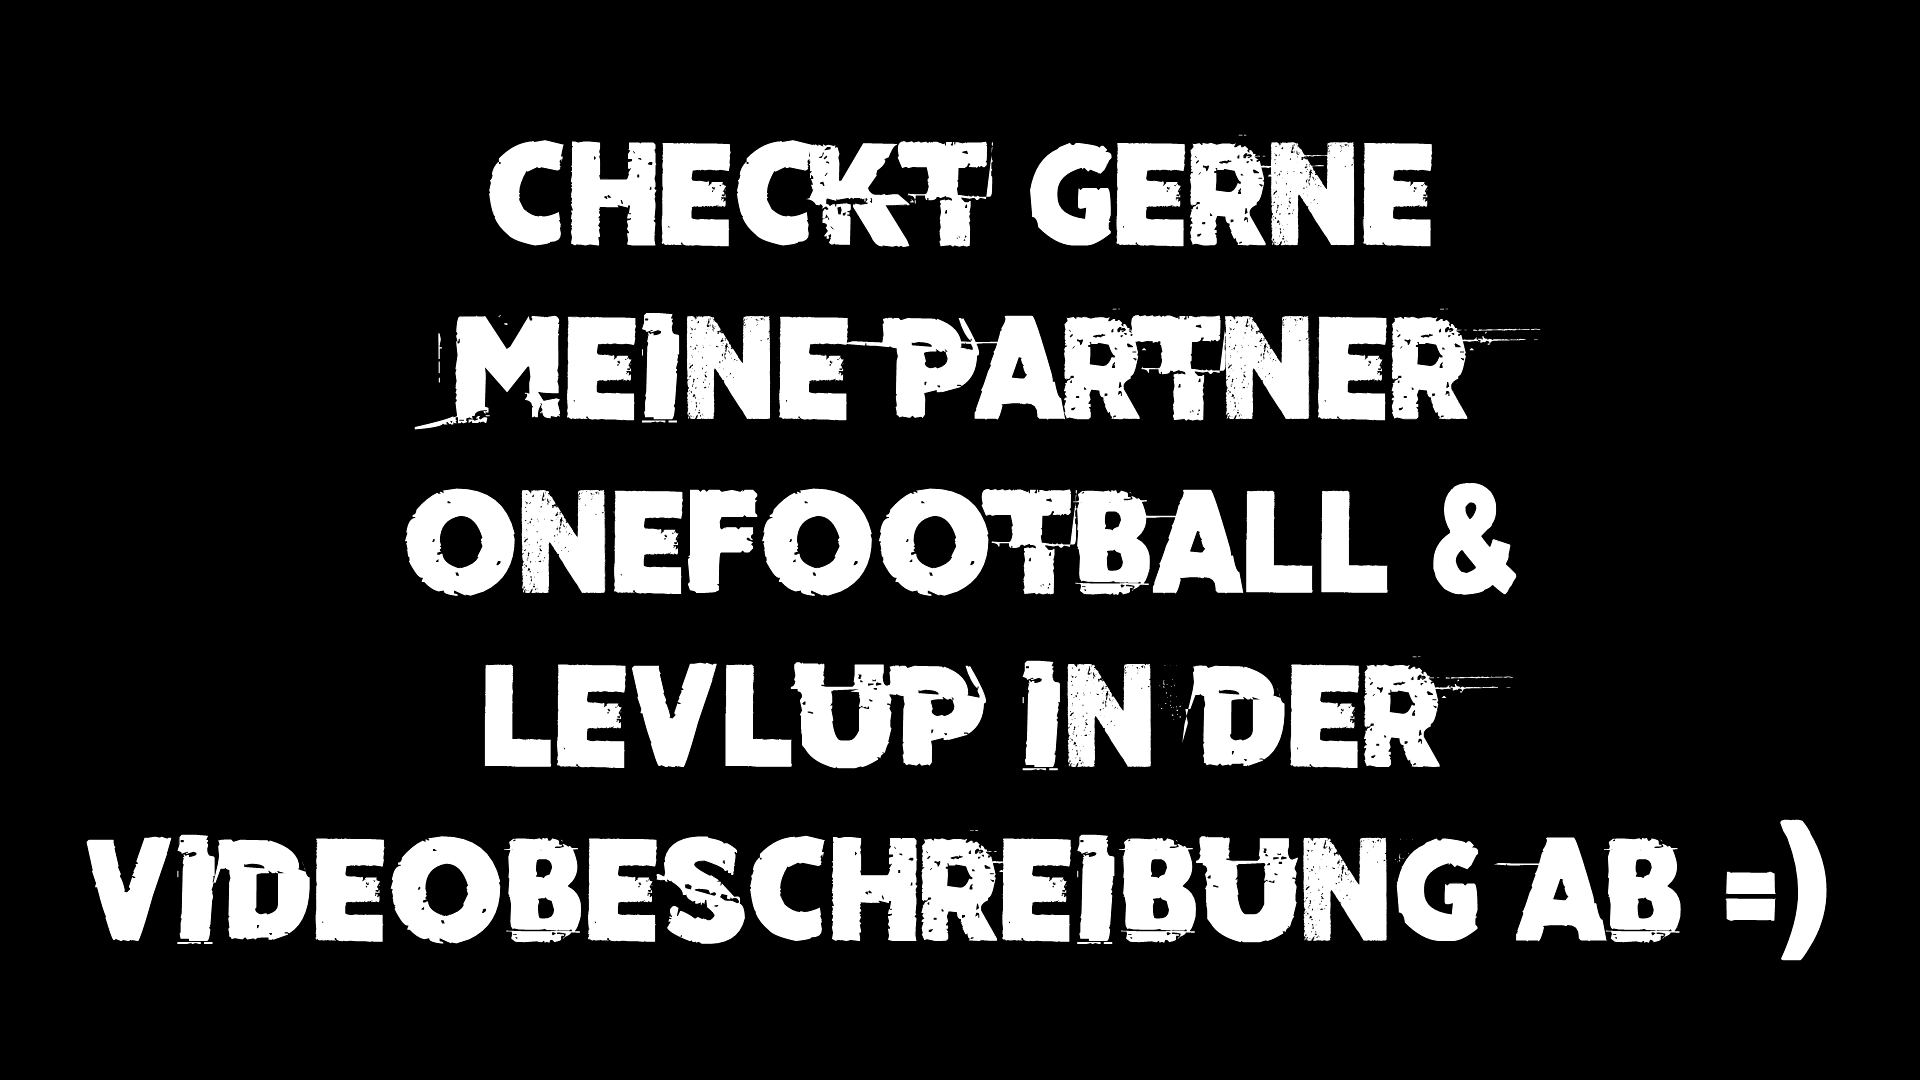 CHECKT GERNE
MEINE PARTNER
ONEFOOTBALL &
LEVLUP IN DER
VIDEOBESCHREIBUNG AB =)